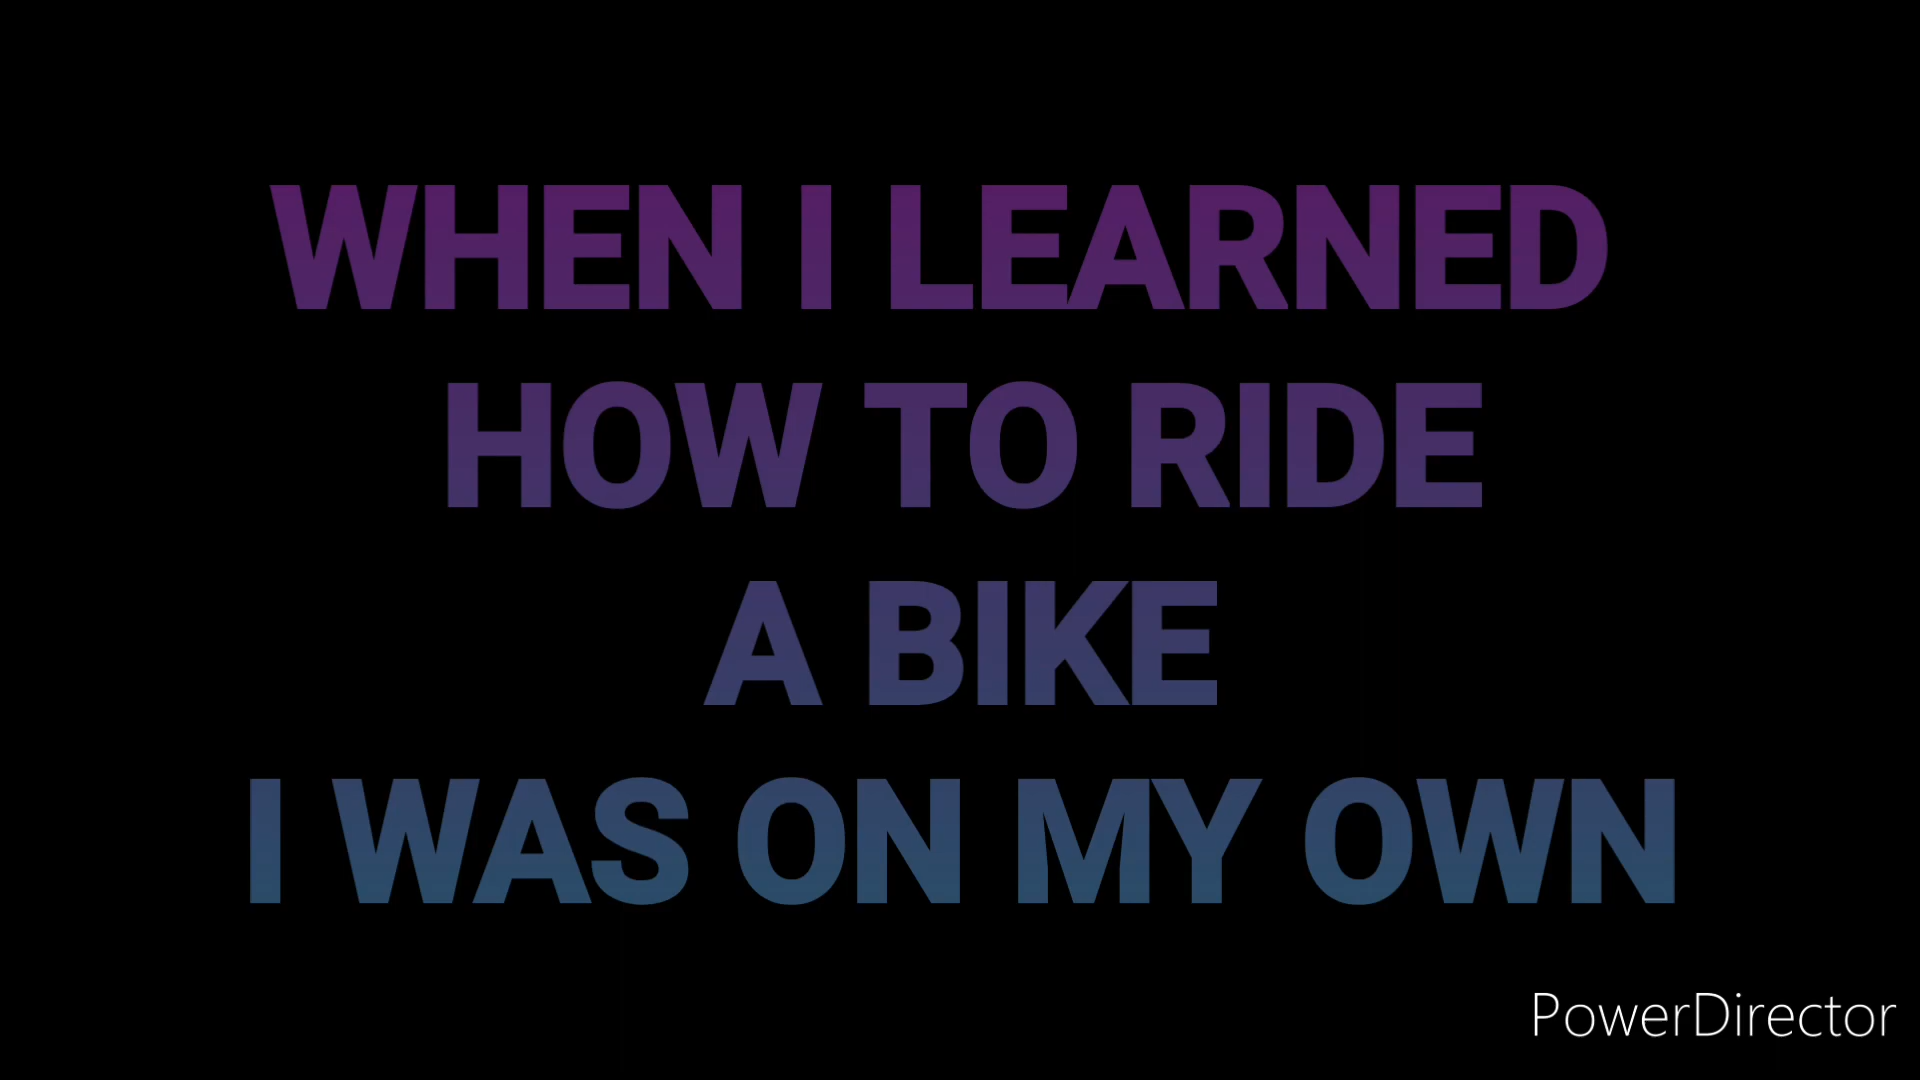 WHEN I LEARNED
HOW TO RIDE
A BIKE
I WAS ON MY OWN
PowerDirector